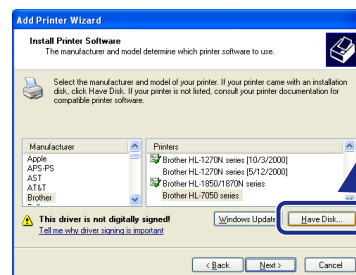 Add Printer Wizard
Install Printer Software
The manufacturer and model determine which printer software to use.
Select the manufacturer and model of your printer. If your printer came with an installation
disk, click Have Disk. If your printer is not listed, consult your printer documentation for
compatible printer software.
Manufacturer
Apple
APS-PS
AST
AT&T
Brother
Printers
Brother HL-1270N series [10/3/2000]
Brother HL-1270N series [5/12/2000]
Brother HL-1850/1870N series
Brother HL-7050 series
This driver is not digitally signed!
Tell me why driver signing is important
Windows Update
Have Disk...
< Back
Next >
Cancel